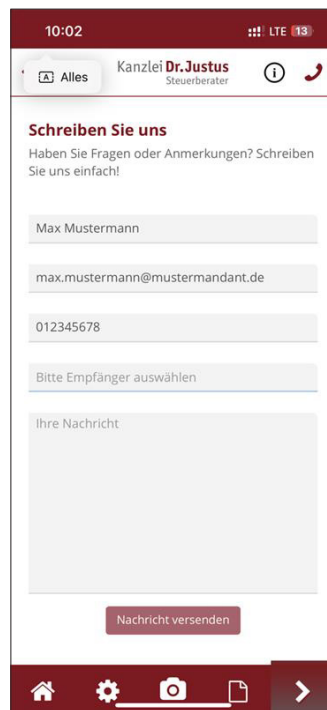 10:02
LTE 13
Alles
Kanzlei Dr. Justus
Steuerberater
Schreiben Sie uns
Haben Sie Fragen oder Anmerkungen? Schreiben
Sie uns einfach!
Max Mustermann
max.mustermann@mustermandant.de
012345678
Bitte Empfänger auswählen
Ihre Nachricht
Nachricht versenden